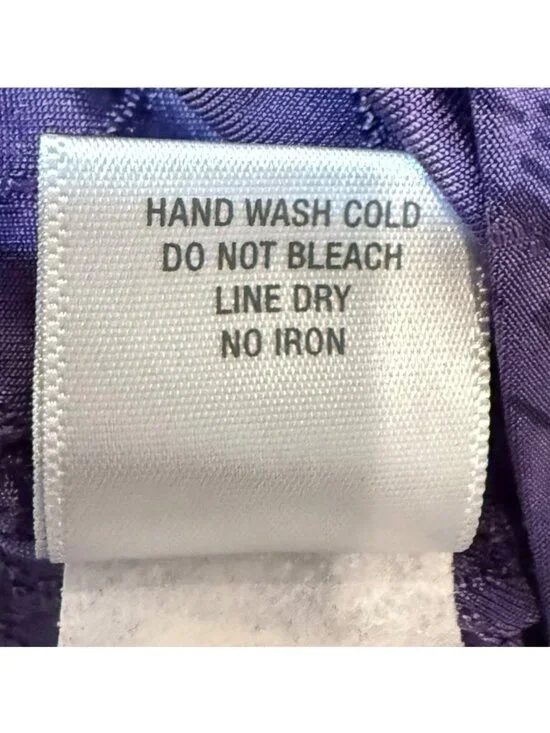 HAND WASH COLD
DO NOT BLEACH
LINE DRY
NO IRON